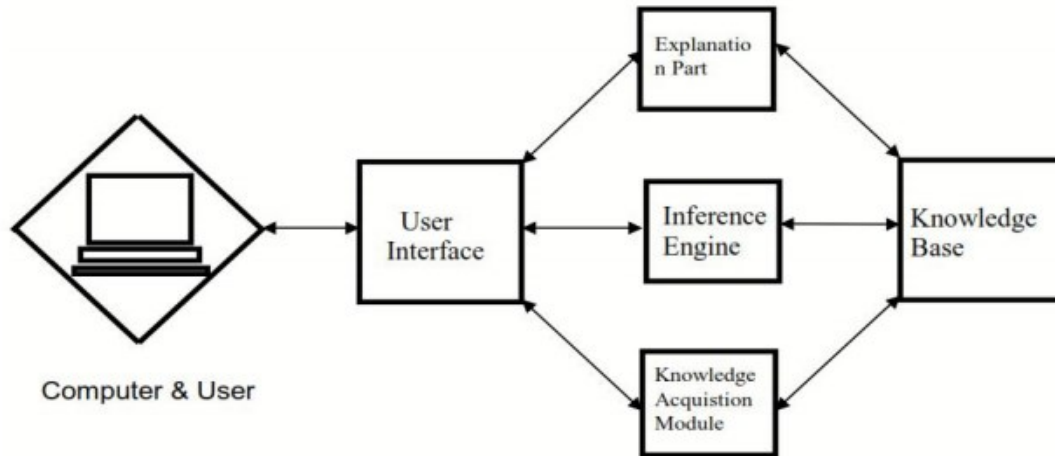 Explanatio
n Part
User
Interface
Inference
Engine
Knowledge
Base
Knowledge
Acquistion
Module
Computer & User